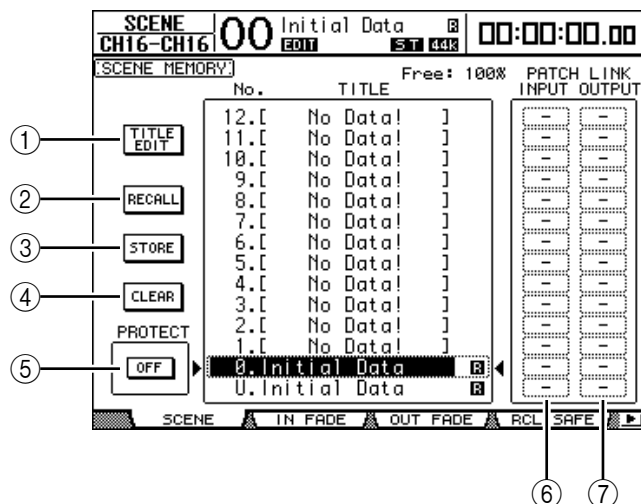 SCENE
CH16-CH16
00 Initial Data R
EDIT ST 44K
00:00:00.00
SCENE MEMORY
Free: 100%
PATCH LINK
No. TITLE
INPUT OUTPUT
12.[ No Data! ] - -
11.[ No Data! ] - -
10.[ No Data! ] - -
9.[ No Data! ] - -
8.[ No Data! ] - -
7.[ No Data! ] - -
6.[ No Data! ] - -
5.[ No Data! ] - -
4.[ No Data! ] - -
3.[ No Data! ] - -
2.[ No Data! ] - -
1.[ No Data! ] - -
0.Initial Data R - -
U.Initial Data R - -
1 TITLE EDIT
2 RECALL
3 STORE
4 CLEAR
PROTECT
5 OFF
SCENE IN FADE OUT FADE RCL SAFE
6 7